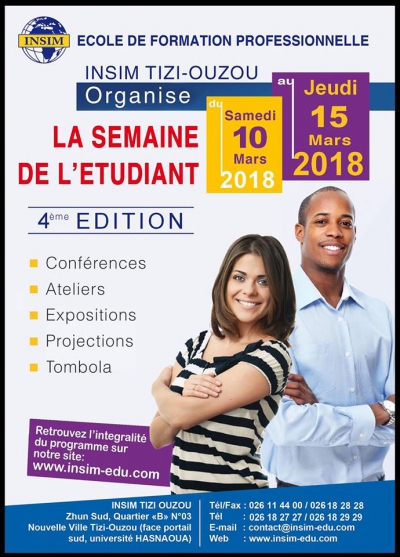 INSIM
ECOLE DE FORMATION PROFESSIONNELLE
INSIM TIZI-OUZOU
Organise
du
Samedi
10
Mars
2018
au
Jeudi
15
Mars
2018
LA SEMAINE
DE L'ETUDIANT
4ème EDITION
Conférences
Ateliers
Expositions
Projections
Tombola
Retrouvez l'integralité
du programme sur
notre site:
www.insim-edu.com
INSIM TIZI OUZOU
Zhun Sud, Quartier «B» N°03
Nouvelle Ville Tizi-Ouzou (face portail
sud, université HASNAOUA)
Tél/Fax : 026 11 44 00 / 026 18 28 28
Tél : 026 18 27 27 / 026 18 29 29
E-mail : contact@insim-edu.com
Web : www.insim-edu.com